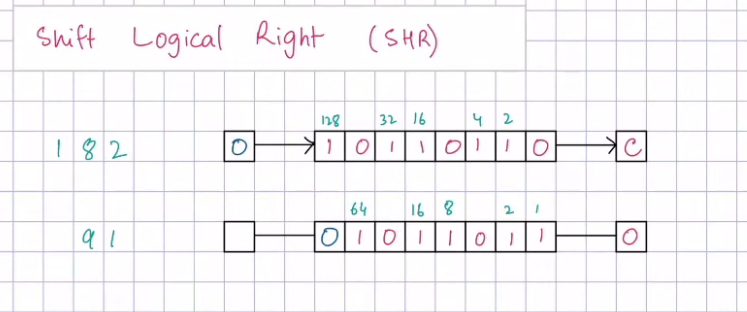 Shift Logical Right (SHR)
128 32 16 4 2
182 0 1 0 1 1 0 1 1 0 C
64 16 8 2 1
91 0 1 0 1 1 0 1 1 0